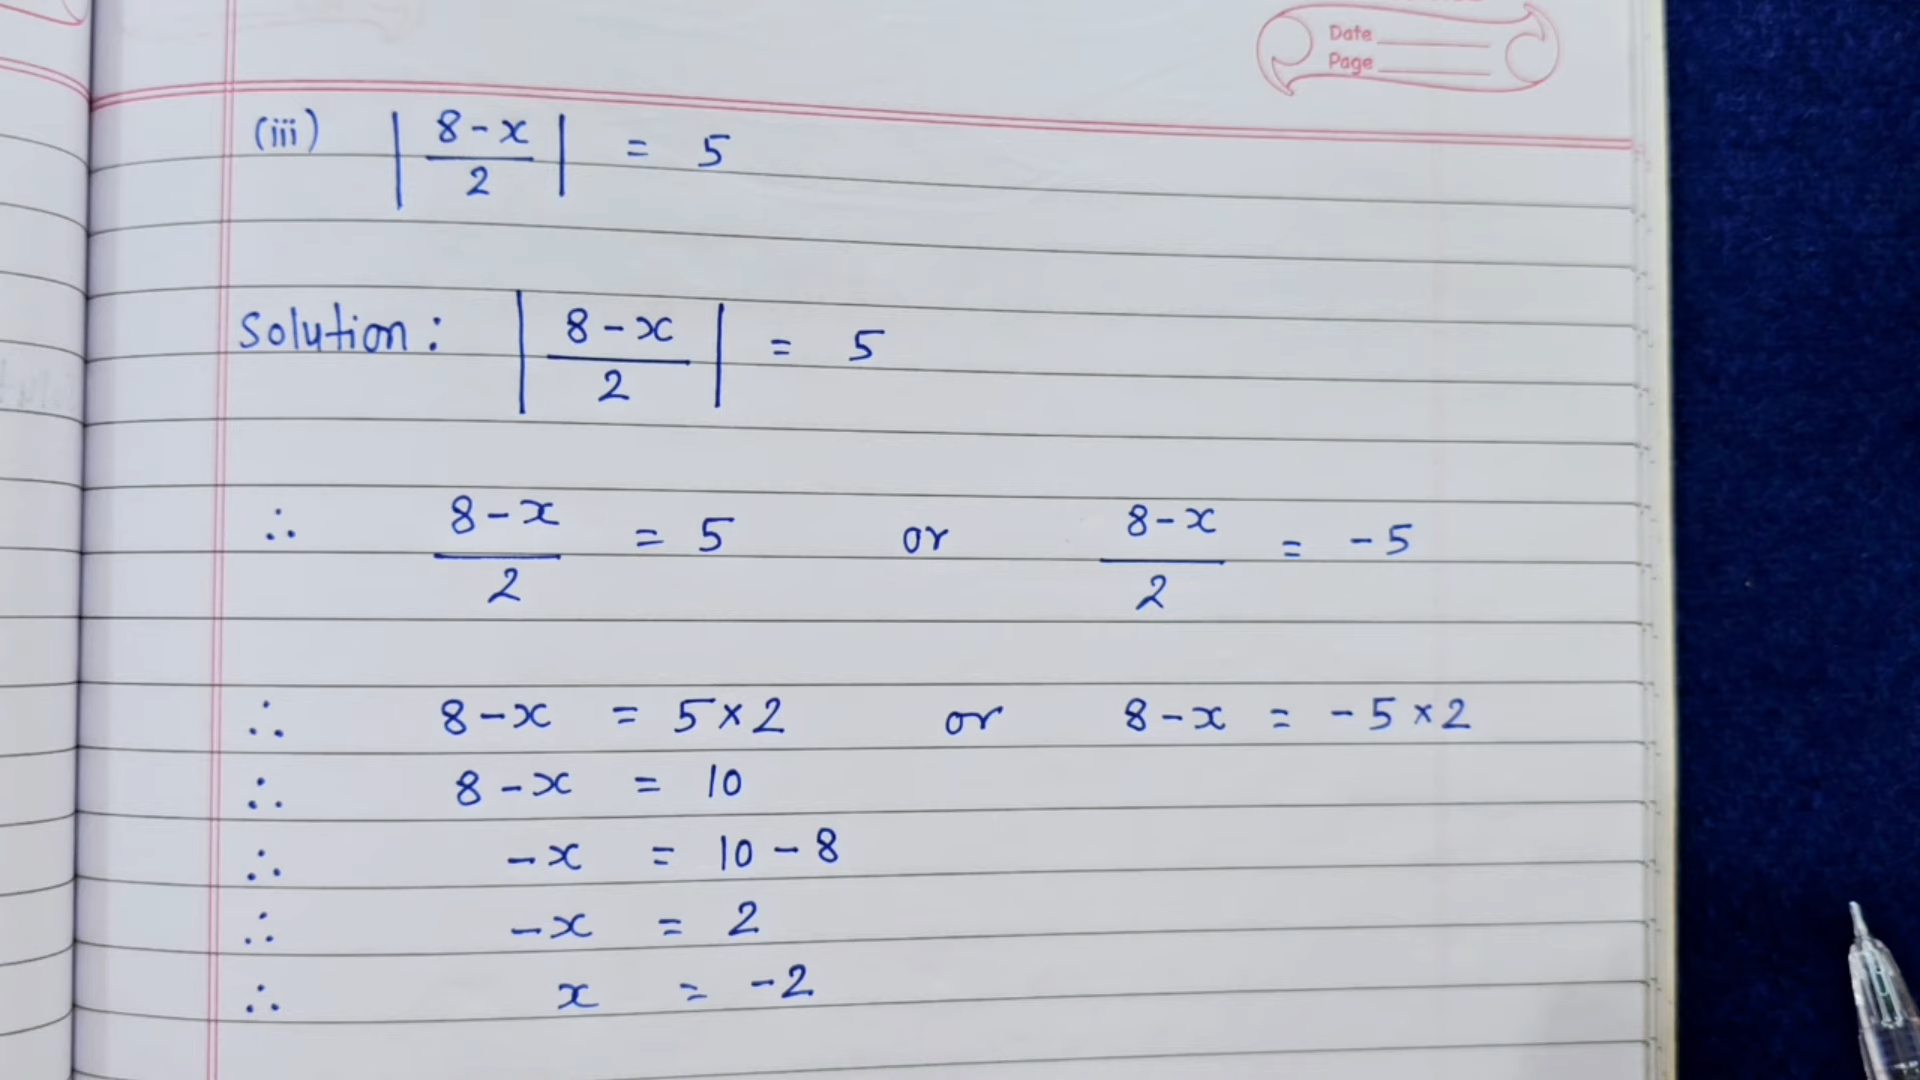 Date
Page
(iii) | (8 - x)/2 | = 5
Solution : | (8 - x)/2 | = 5
∴ (8 - x)/2 = 5 or (8 - x)/2 = -5
∴ 8 - x = 5 × 2 or 8 - x = -5 × 2
∴ 8 - x = 10
∴ -x = 10 - 8
∴ -x = 2
∴ x = -2